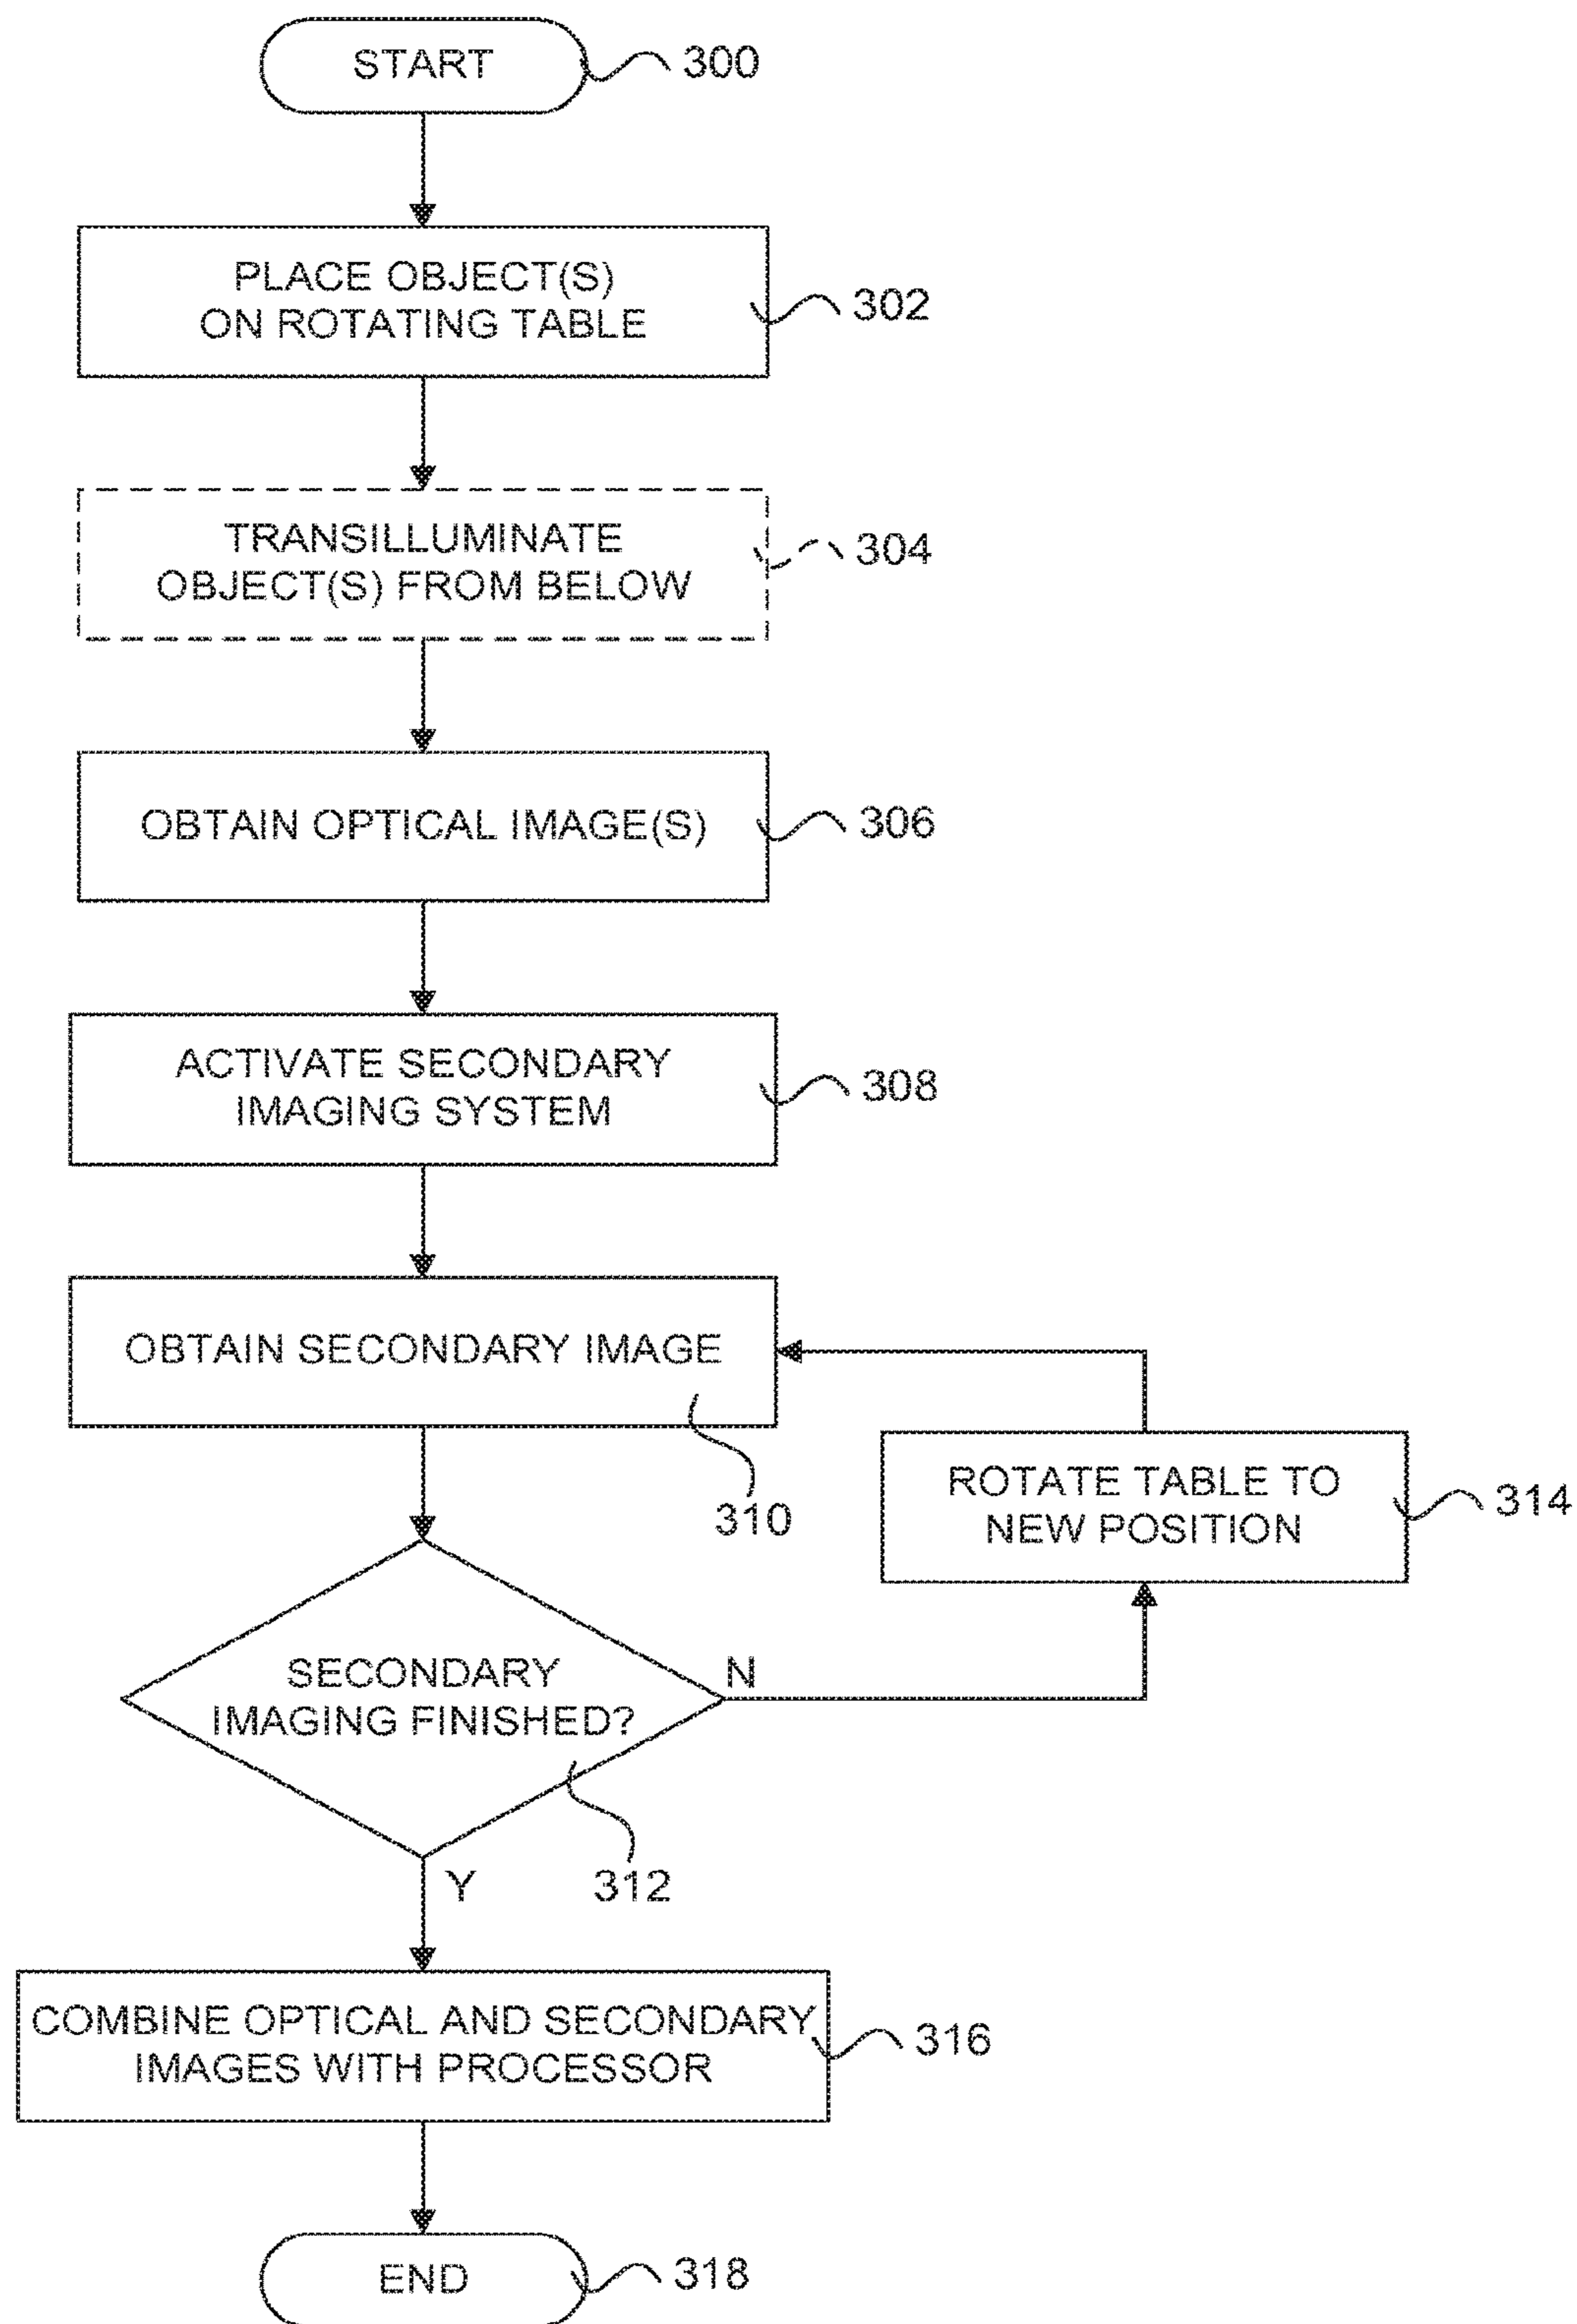 START
300
PLACE OBJECT(S)
ON ROTATING TABLE
302
TRANSILLUMINATE
OBJECT(S) FROM BELOW
304
OBTAIN OPTICAL IMAGE(S)
306
ACTIVATE SECONDARY
IMAGING SYSTEM
308
OBTAIN SECONDARY IMAGE
310
ROTATE TABLE TO
NEW POSITION
314
SECONDARY
IMAGING FINISHED?
N
312
Y
COMBINE OPTICAL AND SECONDARY
IMAGES WITH PROCESSOR
316
END
318